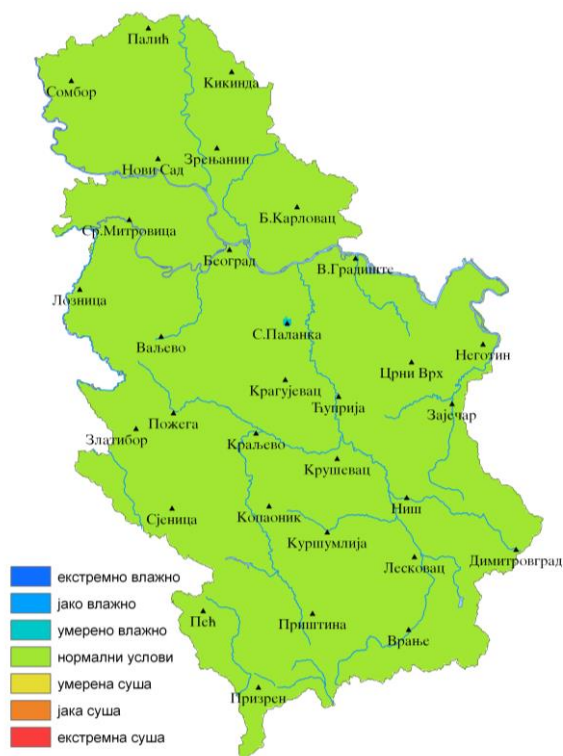 Палић
Кикинда
Сомбор
Зрењанин
Нови Сад
Б.Карловац
Ср.Митровица
Београд
В.Градиште
Лозница
С.Паланка
Ваљево
Неготин
Црни Врх
Крагујевац
Ћуприја
Зајечар
Пожега
Златибор
Краљево
Крушевац
Ниш
Сјеница
Копаоник
Куршумлија
Димитровград
Лесковац
Пећ
Приштина
Врање
Призрен
екстремно влажно
јако влажно
умерено влажно
нормални услови
умерена суша
јака суша
екстремна суша